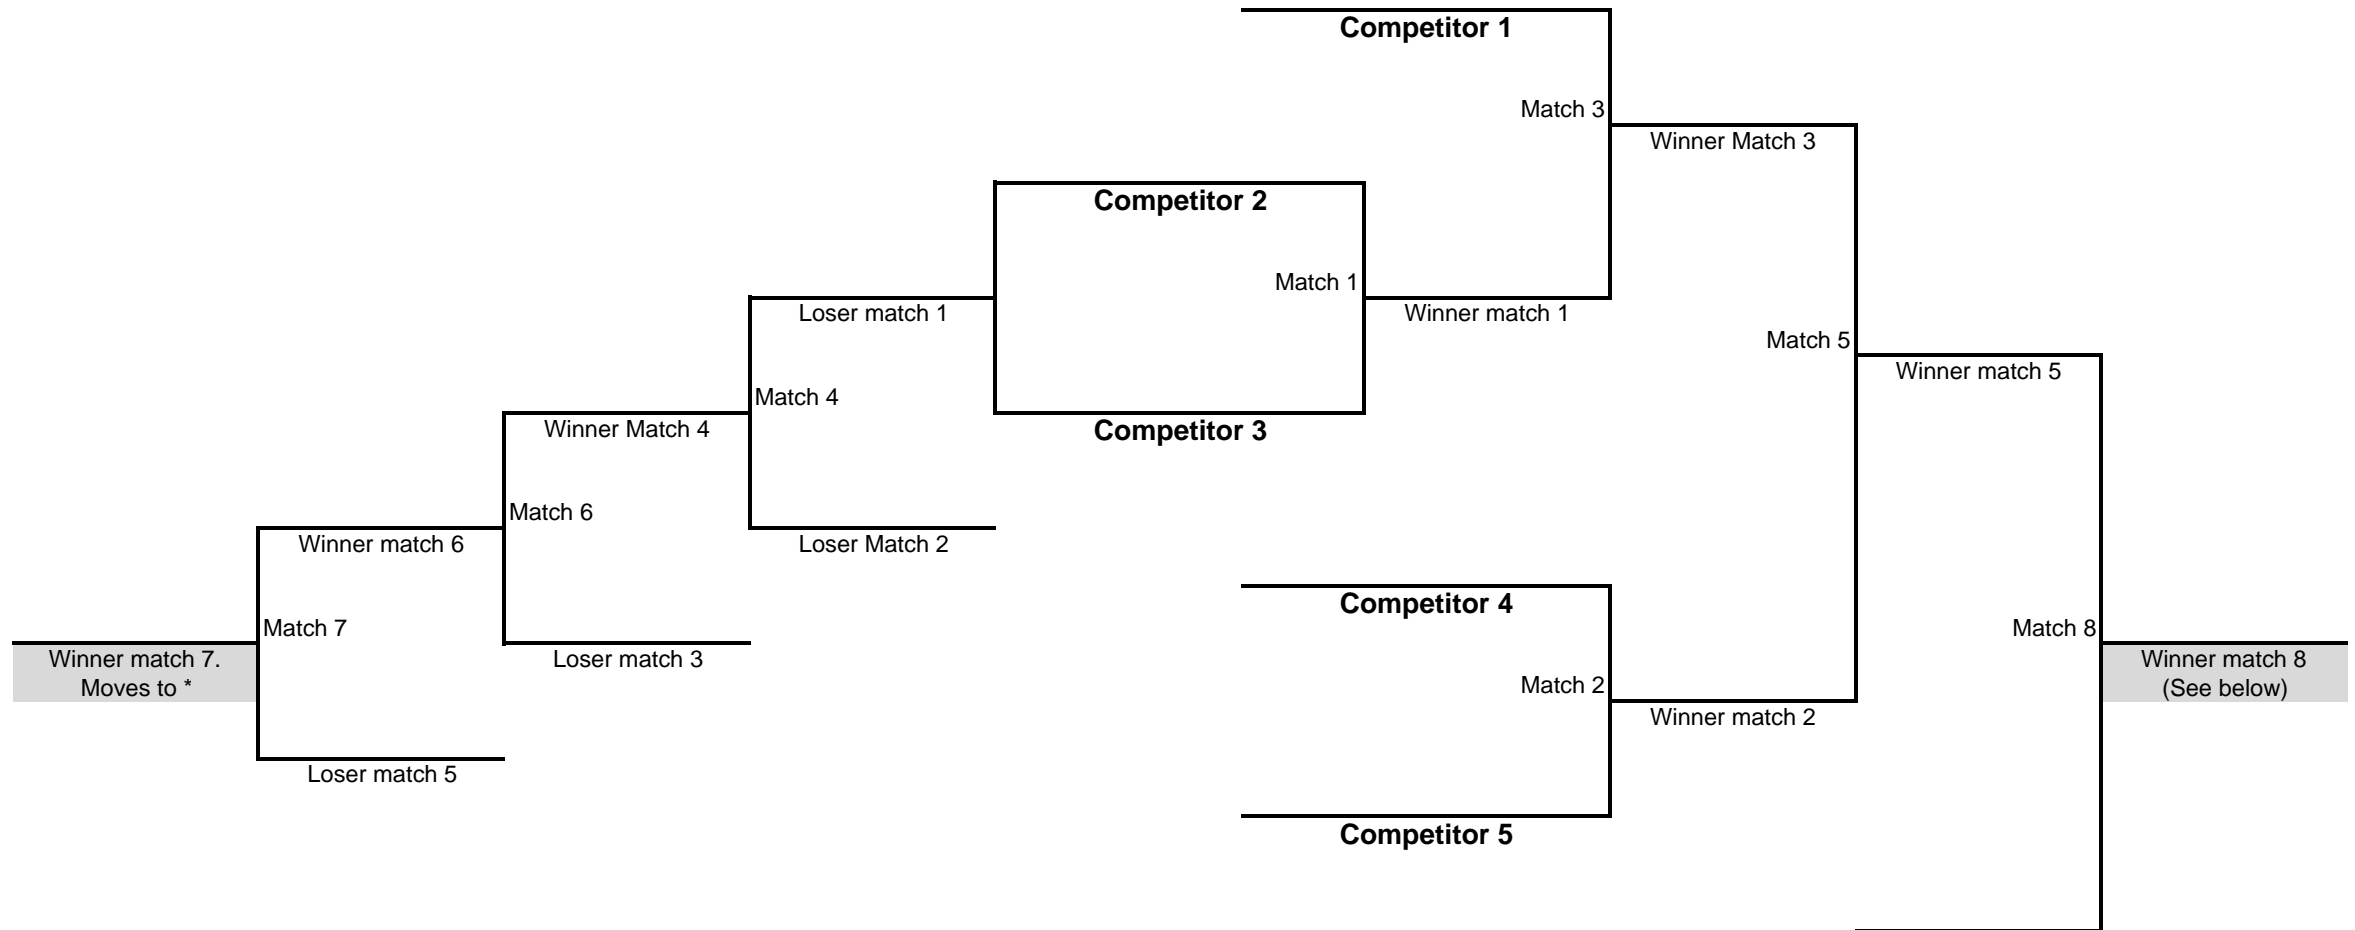 Competitor 1
Match 3
Winner Match 3
Competitor 2
Match 1
Loser match 1
Winner match 1
Match 5
Winner match 5
Match 4
Winner Match 4
Competitor 3
Match 6
Winner match 6
Loser Match 2
Competitor 4
Match 7
Match 8
Winner match 7.
Moves to *
Loser match 3
Winner match 8
(See below)
Match 2
Winner match 2
Loser match 5
Competitor 5